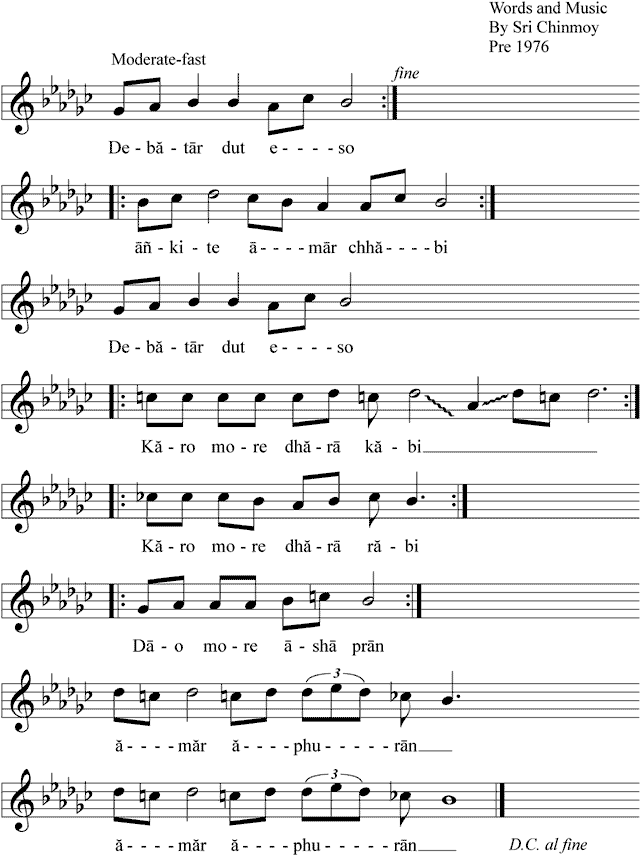 Words and Music
By Sri Chinmoy
Pre 1976
Moderate-fast
fine
De-bă-tār dut e-----so
āñ-ki-te ā----mār chhă----bi
De-bă-tār dut e-----so
Kă-ro mo-re dhă-rā kă-bi
Kă-ro mo-re dhă-rā ră-bi
Dā-o mo-re ā-shā prān
3
ă----măr ă----phu-----rān
3
ă----măr ă----phu-----rān
D.C. al fine